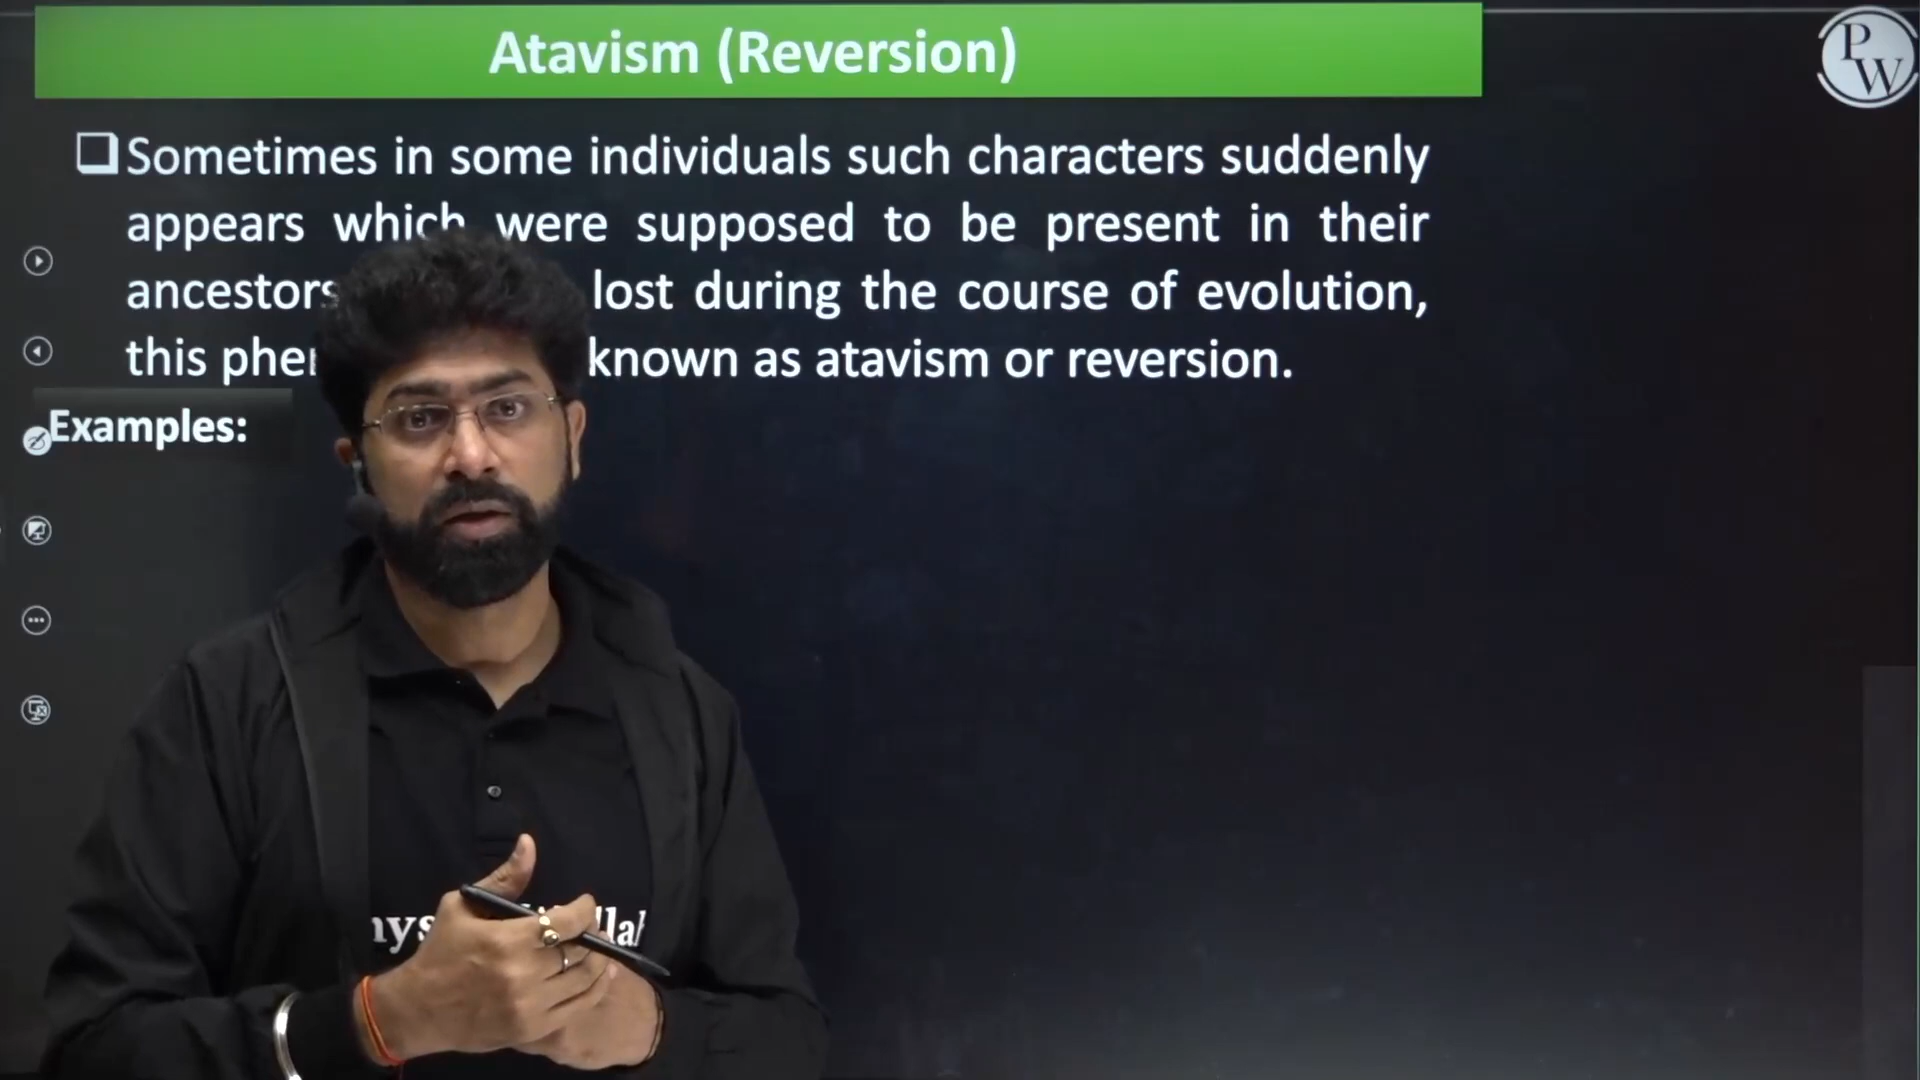 Atavism (Reversion)
PW
Sometimes in some individuals such characters suddenly
appears which were supposed to be present in their
ancestors lost during the course of evolution,
this known as atavism or reversion.
Examples: